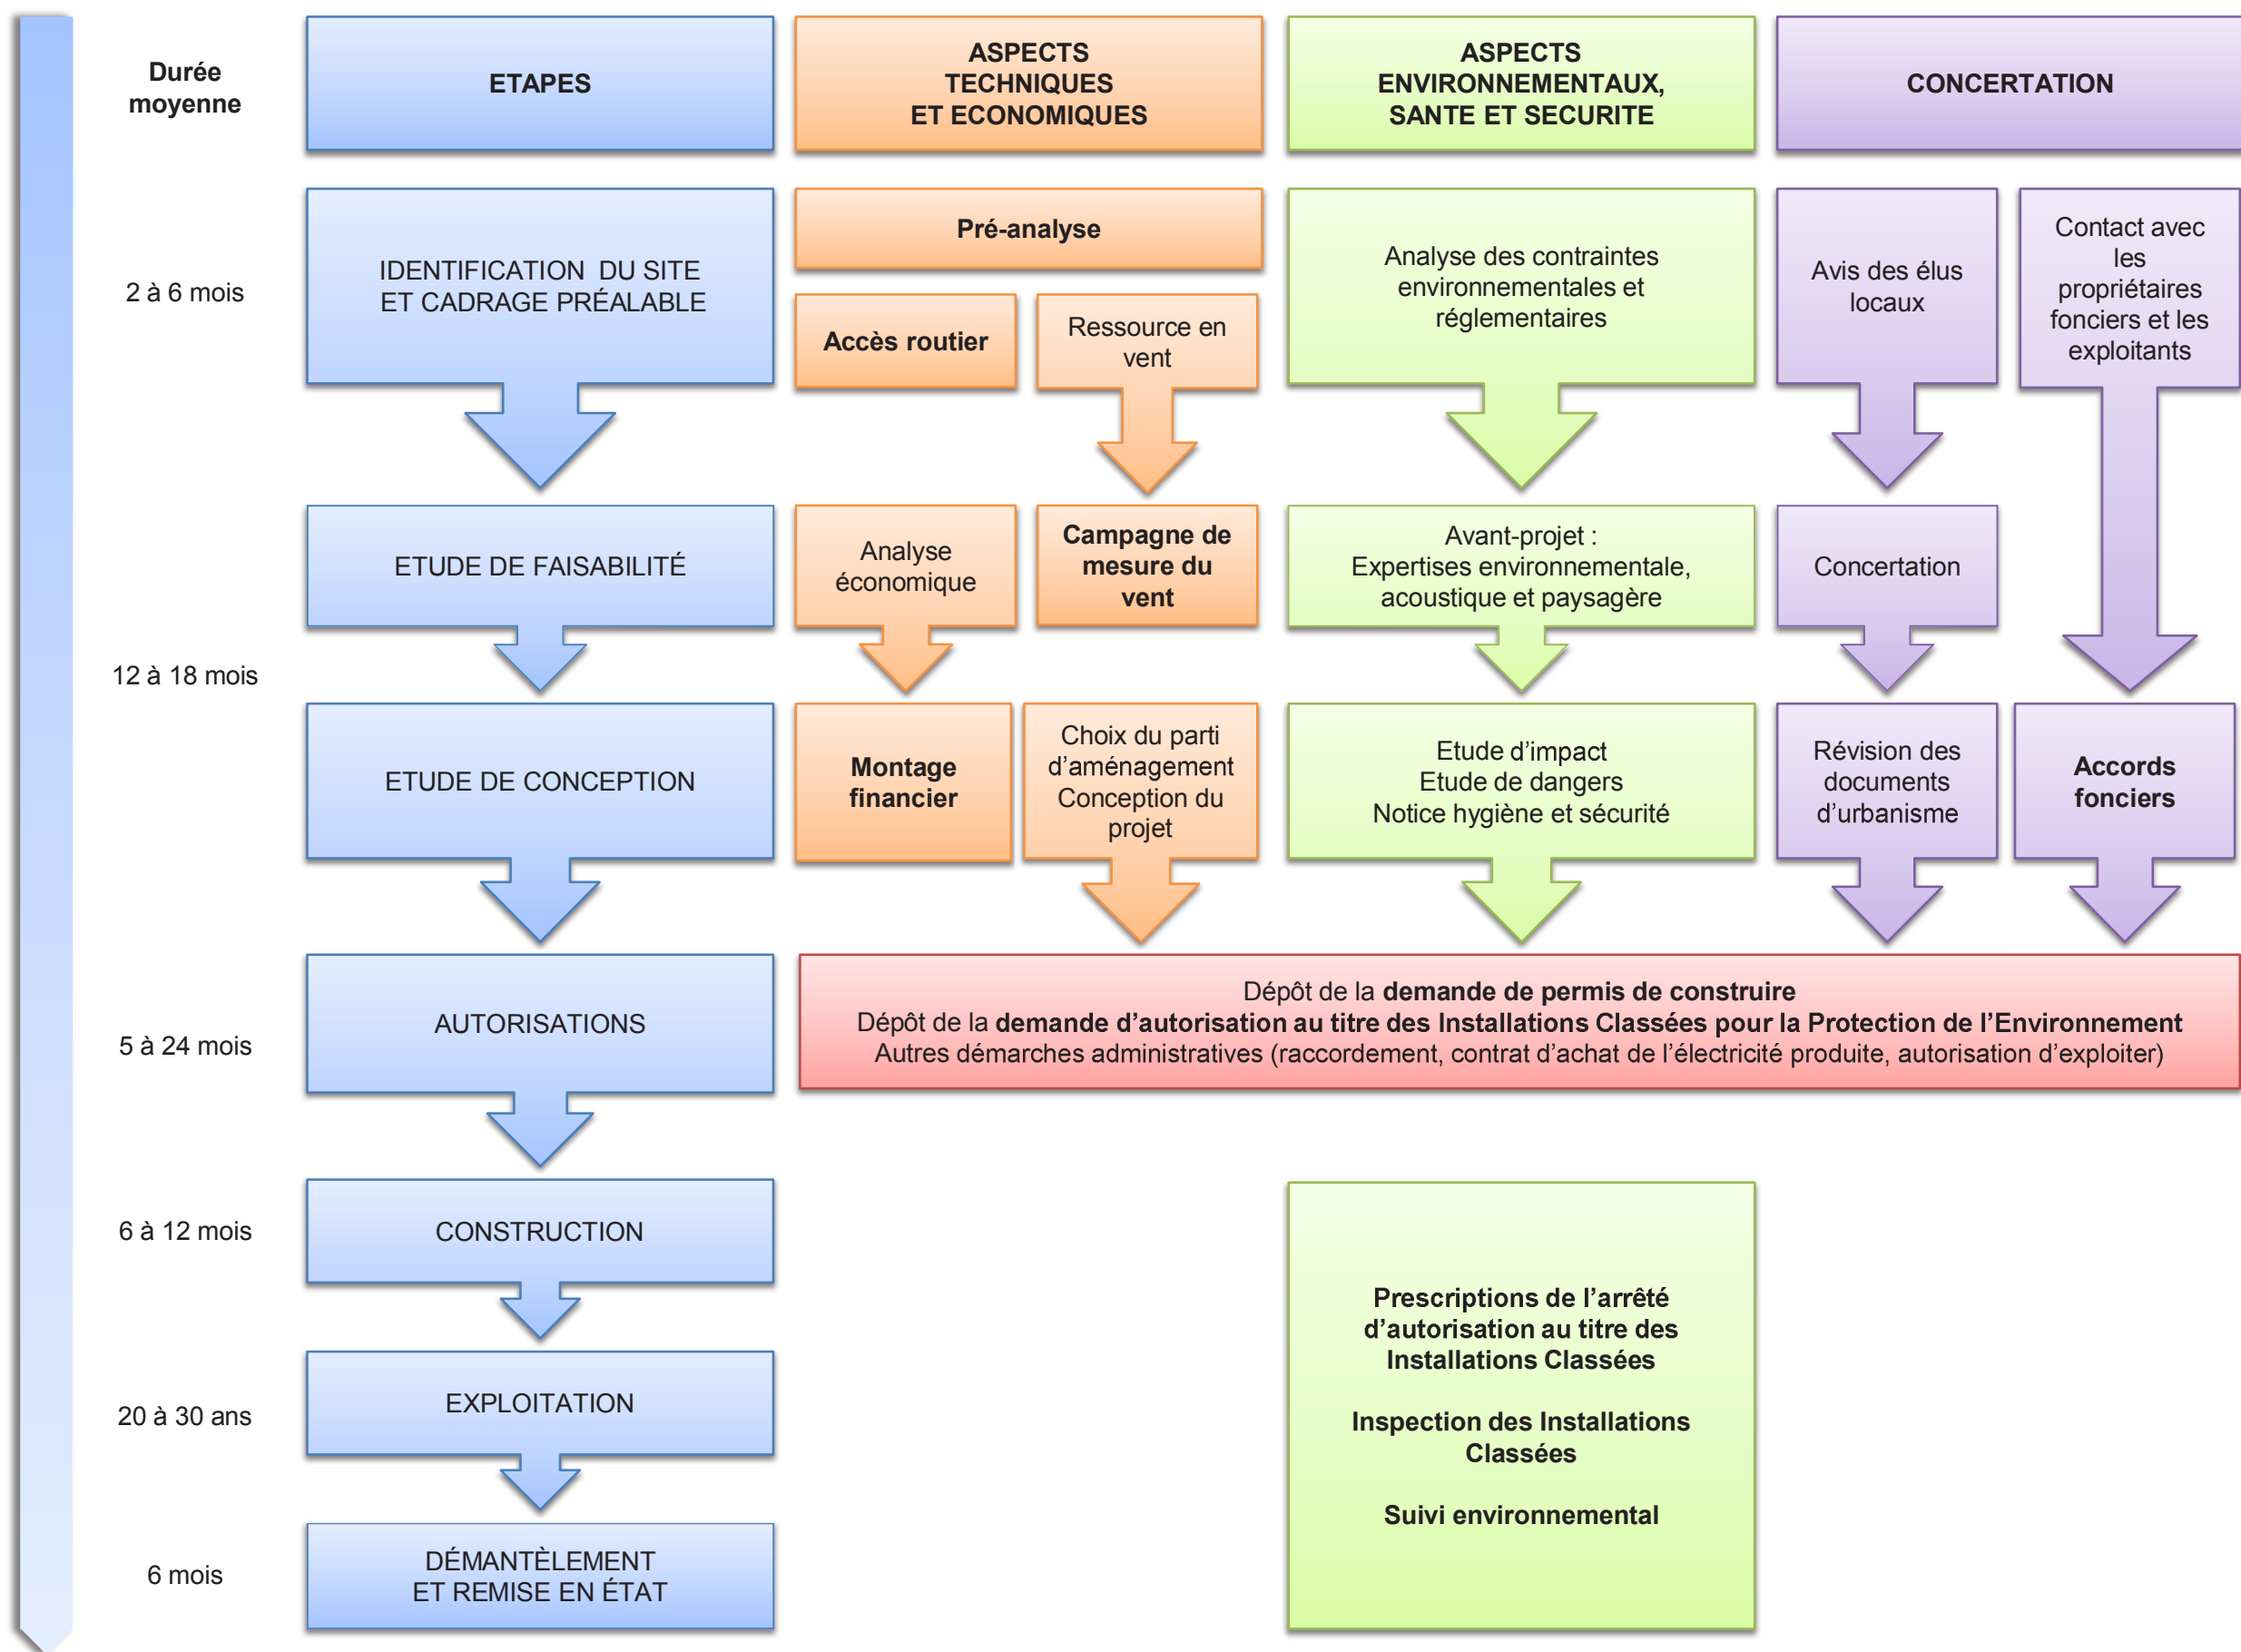 Durée
moyenne
ETAPES
ASPECTS
TECHNIQUES
ET ECONOMIQUES
ASPECTS
ENVIRONNEMENTAUX,
SANTE ET SECURITE
CONCERTATION
2 à 6 mois
IDENTIFICATION DU SITE
ET CADRAGE PRÉALABLE
Pré-analyse
Accès routier
Ressource en
vent
Analyse des contraintes
environnementales et
réglementaires
Avis des élus
locaux
Contact avec
les
propriétaires
fonciers et les
exploitants
12 à 18 mois
ETUDE DE FAISABILITÉ
Analyse
économique
Campagne de
mesure du
vent
Avant-projet :
Expertises environnementale,
acoustique et paysagère
Concertation
ETUDE DE CONCEPTION
Montage
financier
Choix du parti
d’aménagement
Conception du
projet
Etude d’impact
Etude de dangers
Notice hygiène et sécurité
Révision des
documents
d’urbanisme
Accords
fonciers
5 à 24 mois
AUTORISATIONS
Dépôt de la demande de permis de construire
Dépôt de la demande d’autorisation au titre des Installations Classées pour la Protection de l’Environnement
Autres démarches administratives (raccordement, contrat d’achat de l’électricité produite, autorisation d’exploiter)
6 à 12 mois
CONSTRUCTION
20 à 30 ans
EXPLOITATION
6 mois
DÉMANTÈLEMENT
ET REMISE EN ÉTAT
Prescriptions de l’arrêté
d’autorisation au titre des
Installations Classées
Inspection des Installations
Classées
Suivi environnemental